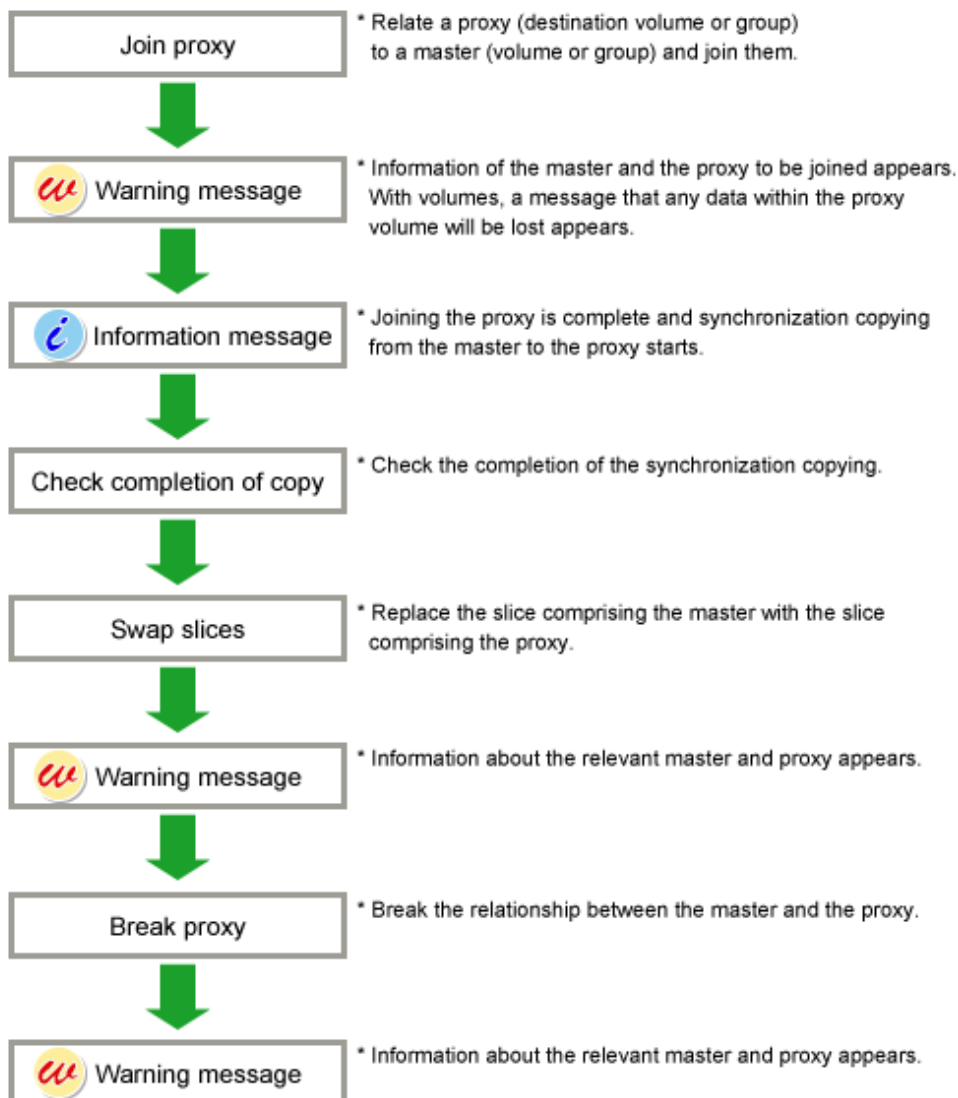 Join proxy
* Relate a proxy (destination volume or group)
to a master (volume or group) and join them.
w Warning message
* Information of the master and the proxy to be joined appears.
With volumes, a message that any data within the proxy
volume will be lost appears.
i Information message
* Joining the proxy is complete and synchronization copying
from the master to the proxy starts.
Check completion of copy
* Check the completion of the synchronization copying.
Swap slices
* Replace the slice comprising the master with the slice
comprising the proxy.
w Warning message
* Information about the relevant master and proxy appears.
Break proxy
* Break the relationship between the master and the proxy.
w Warning message
* Information about the relevant master and proxy appears.